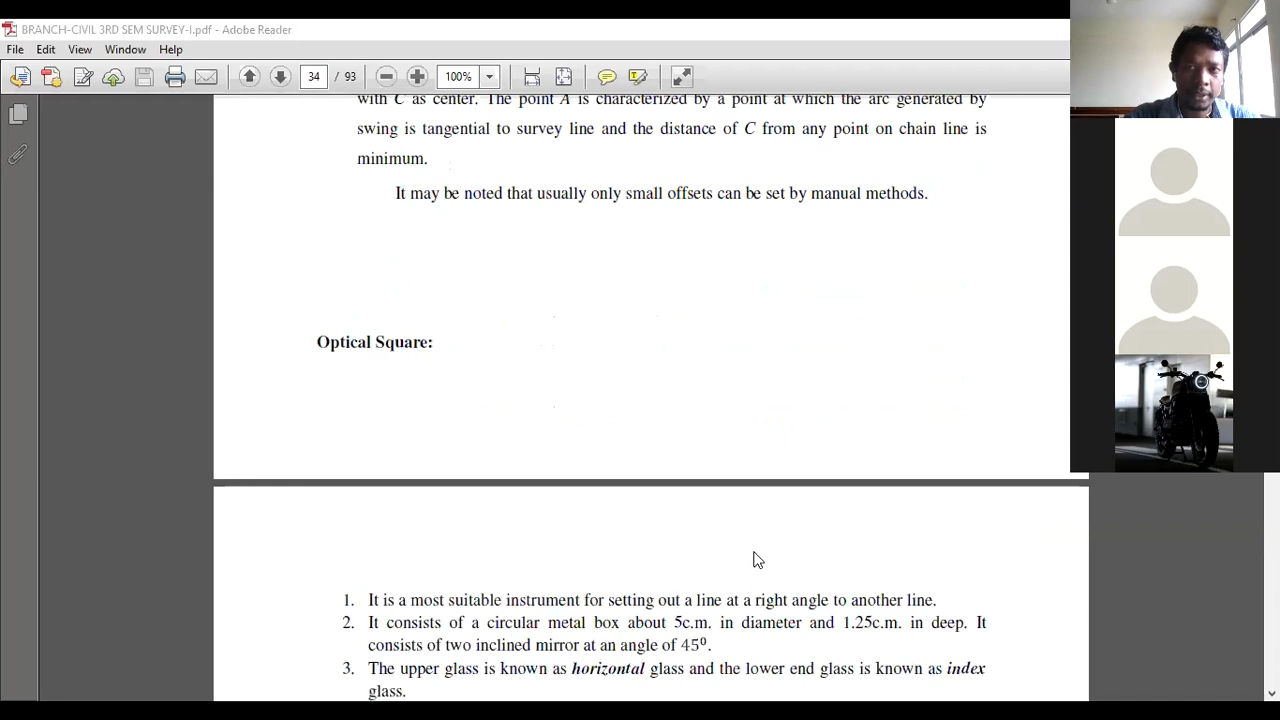 BRANCH-CIVIL 3RD SEM SURVEY-i.pdf - Adobe Reader
File Edit View Window Help
34 / 93 100%
with C as center. The point A is characterized by a point at which the arc generated by
swing is tangential to survey line and the distance of C from any point on chain line is
minimum.
It may be noted that usually only small offsets can be set by manual methods.
Optical Square:
1. It is a most suitable instrument for setting out a line at a right angle to another line.
2. It consists of a circular metal box about 5c.m. in diameter and 1.25c.m. in deep. It
consists of two inclined mirror at an angle of 45⁰.
3. The upper glass is known as horizontal glass and the lower end glass is known as index
glass.